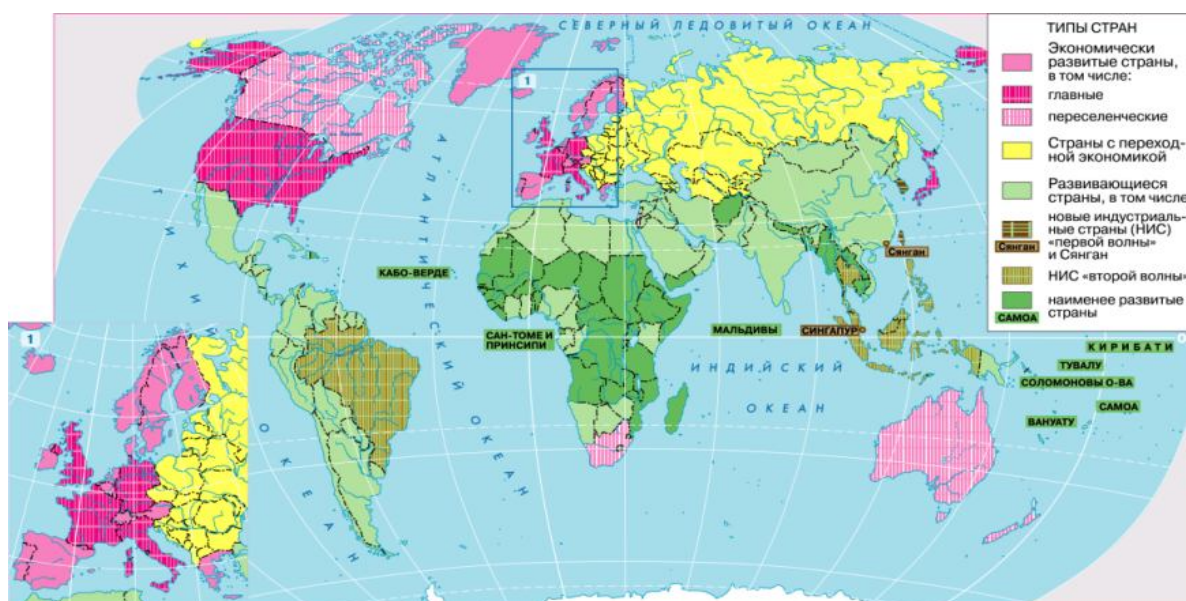 СЕВЕРНЫЙ ЛЕДОВИТЫЙ ОКЕАН
ТИПЫ СТРАН
Экономически
развитые страны,
в том числе:
главные
переселенческие
Страны с переход-
ной экономикой
Развивающиеся
страны, в том числе
новые индустриаль-
ные страны (НИС)
Сянган
«первой волны»
и Сянган
НИС «второй волны»
наименее развитые
страны
САМОА
1
АТЛАНТИЧЕСКИЙ ОКЕАН
ТИХИЙ
ОКЕАН
Сянган
КАБО-ВЕРДЕ
САН-ТОМЕ И
ПРИНСИПИ
МАЛЬДИВЫ
СИНГАПУР
ИНДИЙСКИЙ
ОКЕАН
КИРИБАТИ
ТУВАЛУ
СОЛОМОНОВЫ О-ВА
САМОА
ВАНУАТУ
0
1